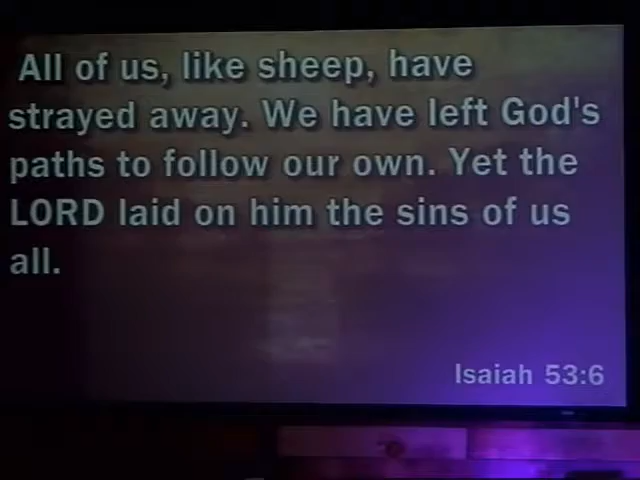 All of us, like sheep, have
strayed away. We have left God's
paths to follow our own. Yet the
LORD laid on him the sins of us
all.
Isaiah 53:6